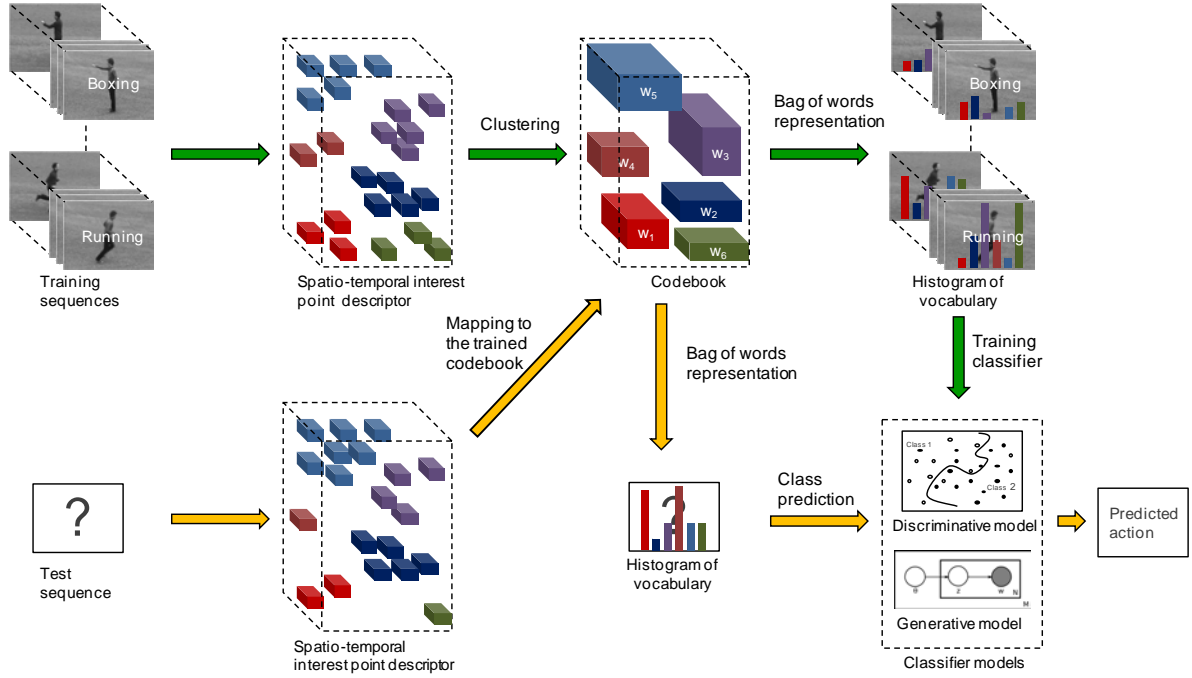 Boxing
Running
Training
sequences
Spatio-temporal interest
point descriptor
Clustering
w5
w3
w4
w2
w1
w6
Codebook
Bag of words
representation
Boxing
Running
Histogram of
vocabulary
Mapping to
the trained
codebook
Bag of words
representation
Training
classifier
?
Test
sequence
Spatio-temporal
interest point descriptor
?
Histogram of
vocabulary
Class
prediction
Class 1
Class 2
Discriminative model
θ
z
w
N
M
Generative model
Classifier models
Predicted
action